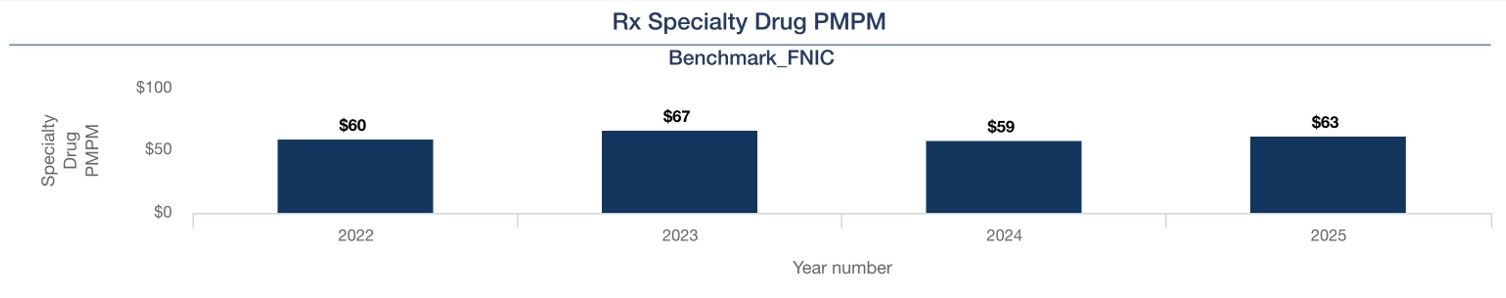 Rx Specialty Drug PMPM
Benchmark_FNIC
Specialty
Drug
PMPM
$100
$50
$0
$60
$67
$59
$63
2022
2023
2024
2025
Year number